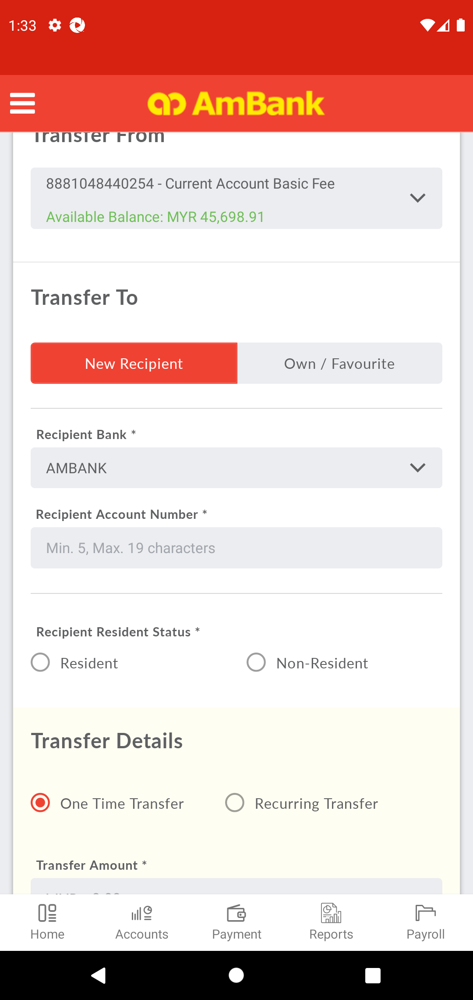 1:33
AmBank
Transfer From
8881048440254 - Current Account Basic Fee
Available Balance: MYR 45,698.91
Transfer To
New Recipient
Own / Favourite
Recipient Bank *
AMBANK
Recipient Account Number *
Min. 5, Max. 19 characters
Recipient Resident Status *
Resident
Non-Resident
Transfer Details
One Time Transfer
Recurring Transfer
Transfer Amount *
Home
Accounts
Payment
Reports
Payroll